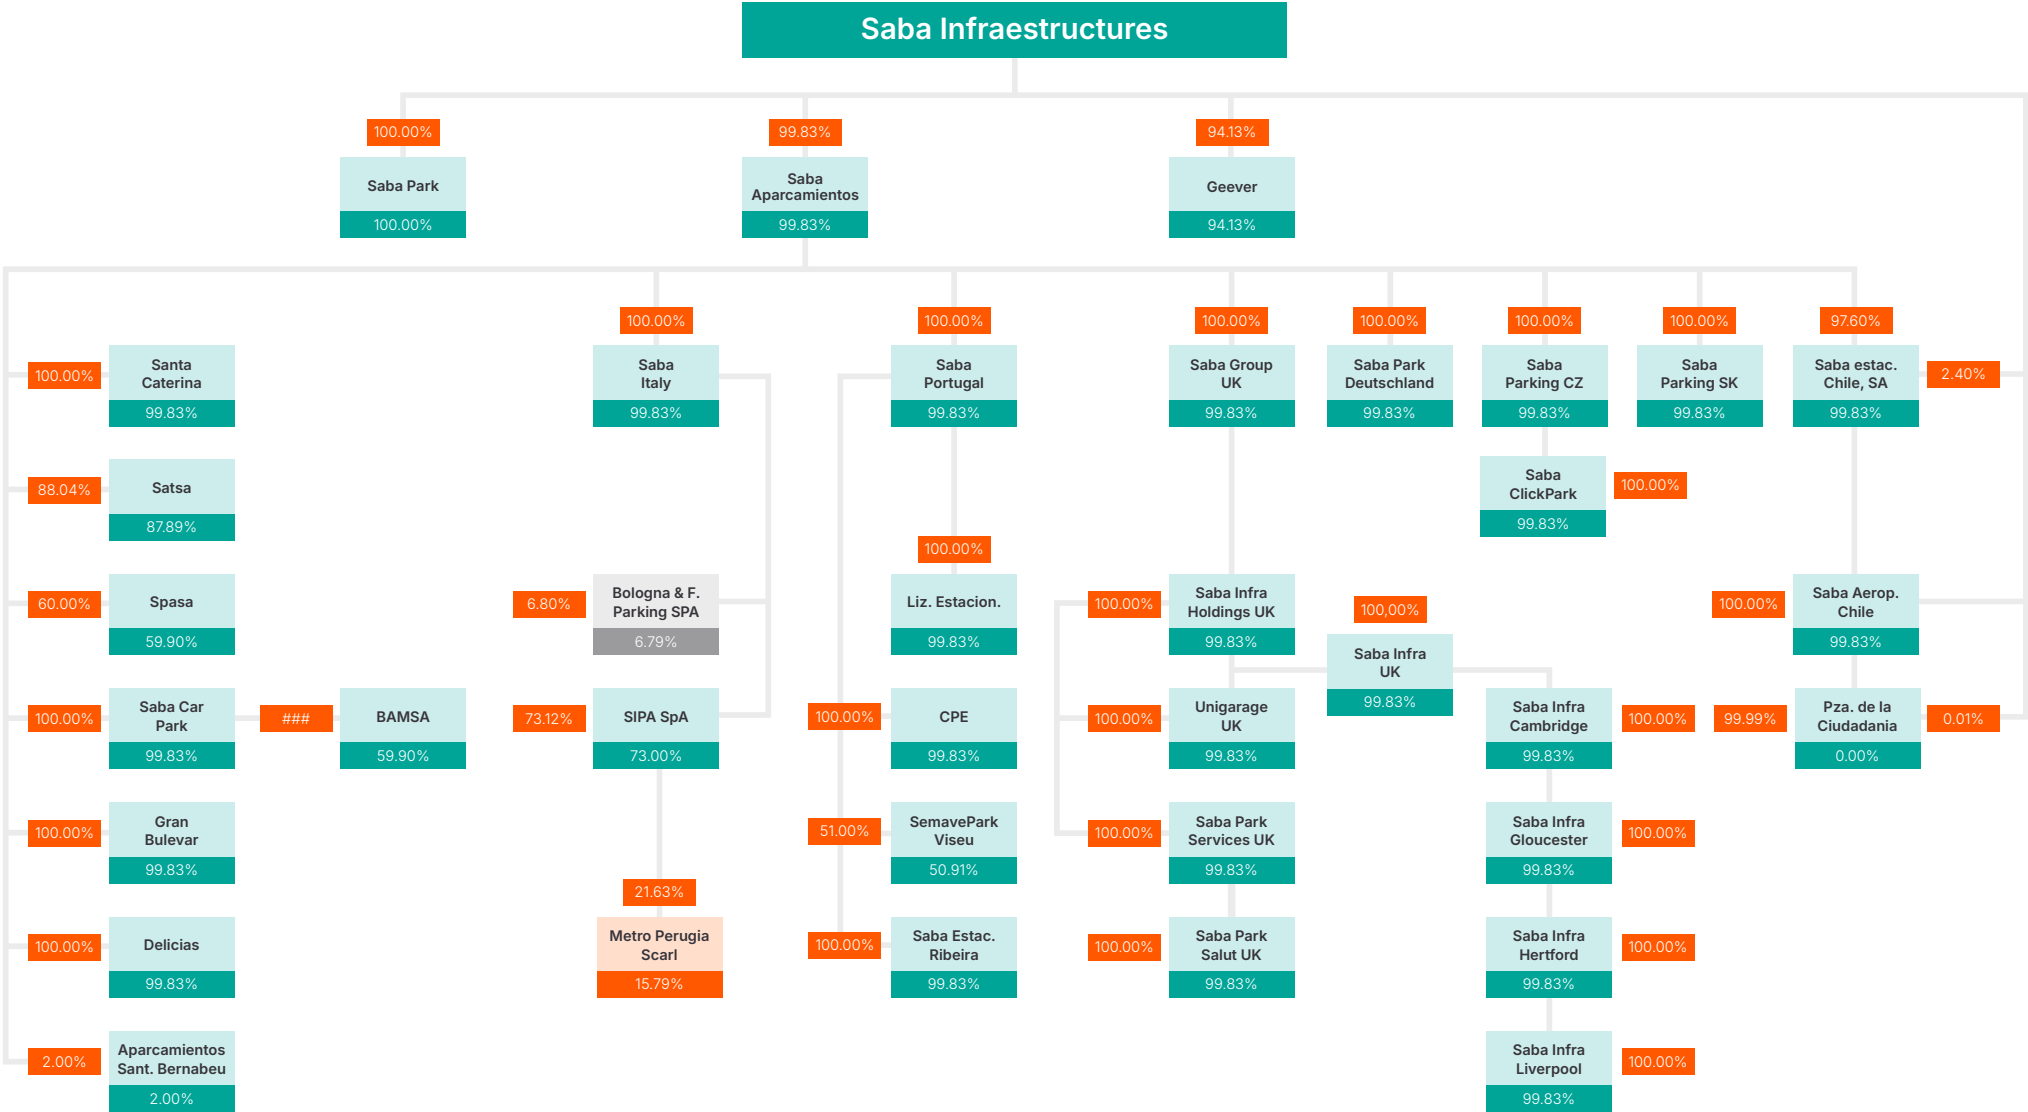 Saba Infraestructures
100.00%
99.83%
94.13%
Saba Park
100.00%
Saba
Aparcamientos
99.83%
Geever
94.13%
100.00%
100.00%
100.00%
100.00%
100.00%
100.00%
97.60%
100.00%
Santa
Caterina
99.83%
Saba
Italy
99.83%
Saba
Portugal
99.83%
Saba Group
UK
99.83%
Saba Park
Deutschland
99.83%
Saba
Parking CZ
99.83%
Saba
Parking SK
99.83%
Saba estac.
Chile, SA
99.83%
2.40%
88.04%
Satsa
87.89%
Saba
ClickPark
99.83%
100.00%
100.00%
60.00%
Spasa
59.90%
6.80%
Bologna & F.
Parking SPA
6.79%
Liz. Estacion.
99.83%
100.00%
Saba Infra
Holdings UK
99.83%
100,00%
Saba Infra
UK
99.83%
100.00%
Saba Aerop.
Chile
99.83%
100.00%
Saba Car
Park
99.83%
###
BAMSA
59.90%
73.12%
SIPA SpA
73.00%
100.00%
CPE
99.83%
100.00%
Unigarage
UK
99.83%
Saba Infra
Cambridge
99.83%
100.00%
99.99%
Pza. de la
Ciudadania
0.00%
0.01%
100.00%
Gran
Bulevar
99.83%
51.00%
SemavePark
Viseu
50.91%
100.00%
Saba Park
Services UK
99.83%
Saba Infra
Gloucester
99.83%
100.00%
100.00%
Delicias
99.83%
21.63%
Metro Perugia
Scarl
15.79%
100.00%
Saba Estac.
Ribeira
99.83%
100.00%
Saba Park
Salut UK
99.83%
Saba Infra
Hertford
99.83%
100.00%
2.00%
Aparcamientos
Sant. Bernabeu
2.00%
Saba Infra
Liverpool
99.83%
100.00%